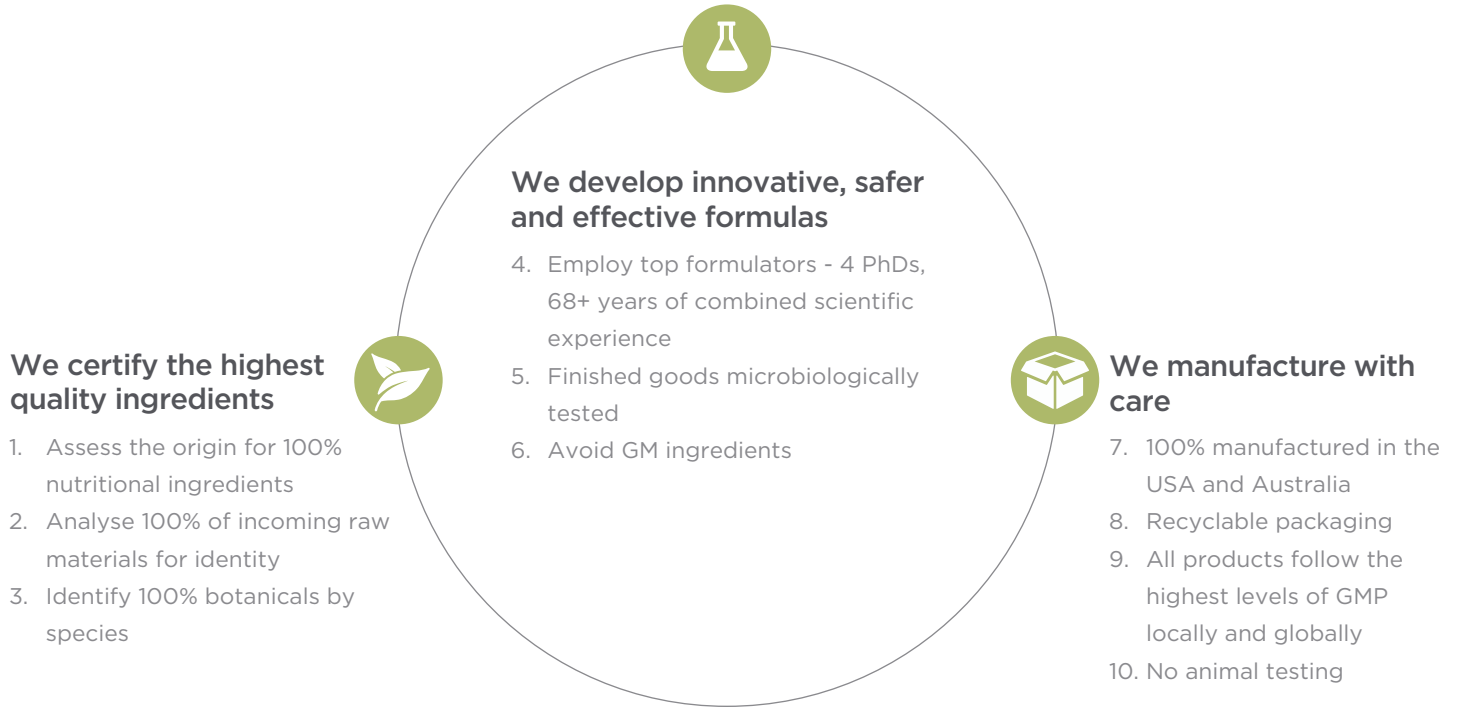 We certify the highest
quality ingredients
1. Assess the origin for 100%
nutritional ingredients
2. Analyse 100% of incoming raw
materials for identity
3. Identify 100% botanicals by
species
We develop innovative, safer
and effective formulas
4. Employ top formulators - 4 PhDs,
68+ years of combined scientific
experience
5. Finished goods microbiologically
tested
6. Avoid GM ingredients
We manufacture with
care
7. 100% manufactured in the
USA and Australia
8. Recyclable packaging
9. All products follow the
highest levels of GMP
locally and globally
10. No animal testing